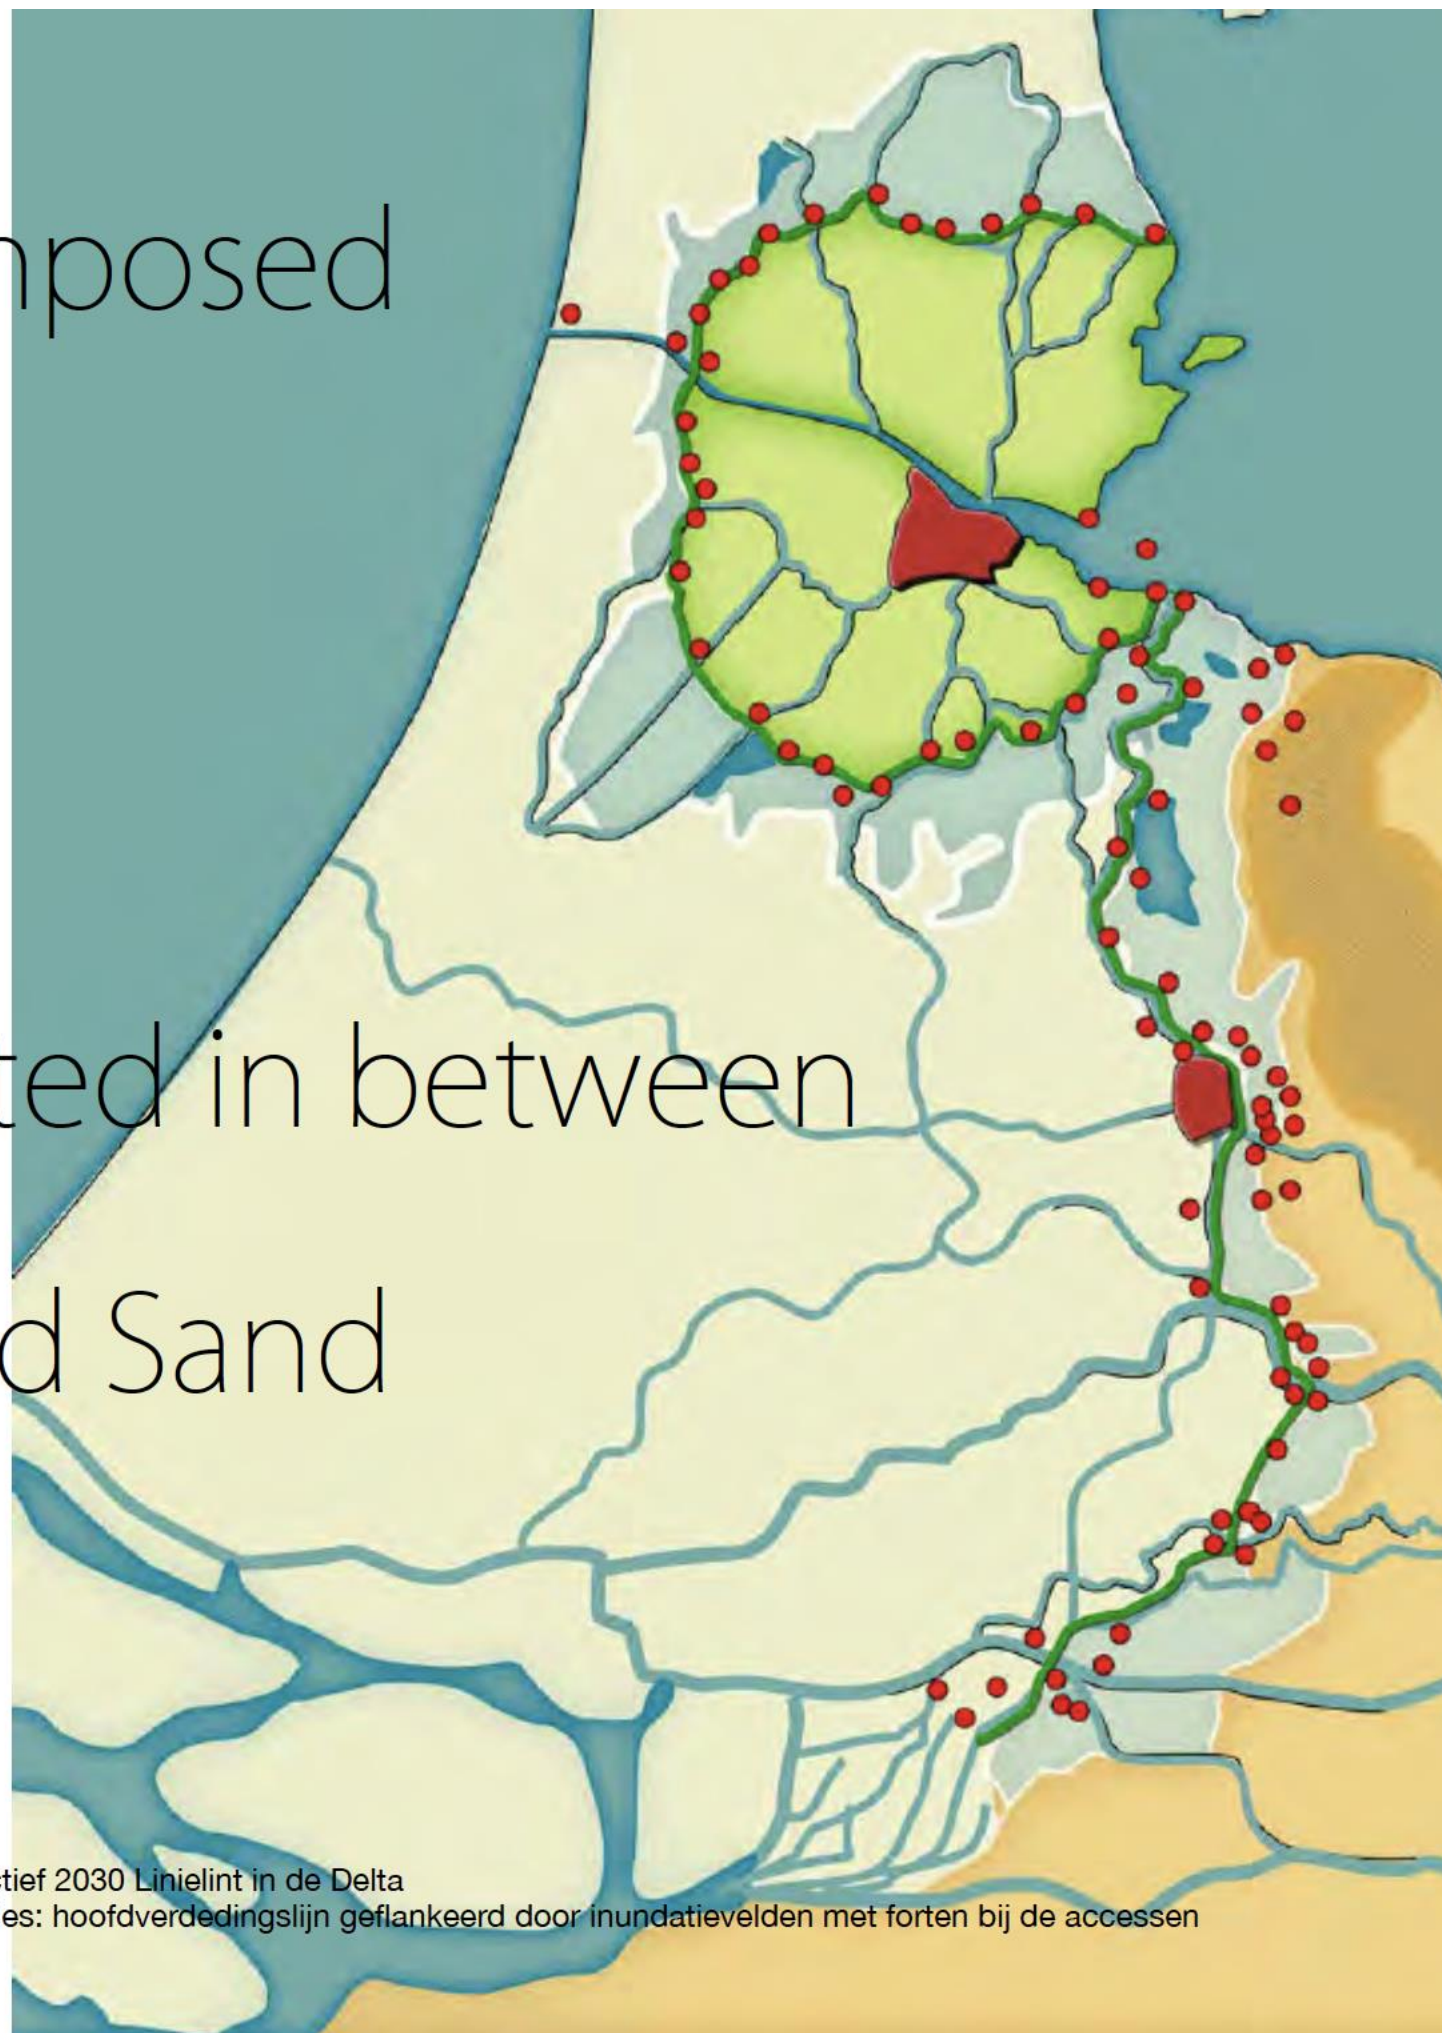 posed
ted in between
d Sand
tief 2030 Linielint in de Delta
es: hoofdverdedingslijn geflankeerd door inundatievelden met forten bij de accessen